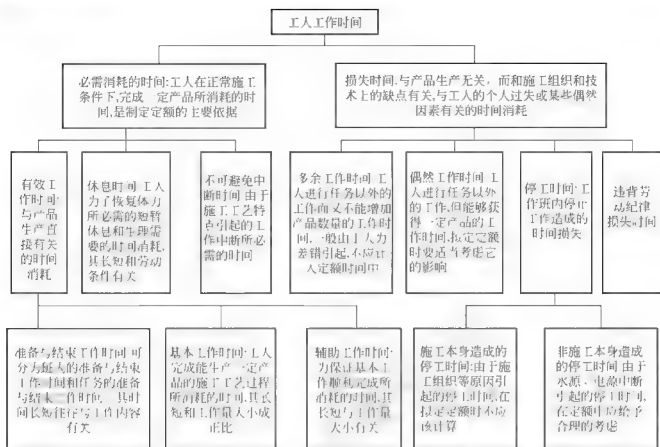 工人工作时间
必需消耗的时间:工人在正常施工
条件下,完成一定产品所消耗的时
间,是制定定额的主要依据
损失时间,与产品生产无关,而和施工组织和技
术上的缺点有关,与工人的个人过失或某些偶然
因素有关的时间消耗
有效工
作时间:
与产品
生产直
接有关
的时间
消耗
休息时间:工人
为了恢复体力
所必需的短暂
休息和生理需
要的时间消耗,
其长短和劳动
条件有关
不可避免中
断时间:由于
施工工艺特
点引起的工
作中断所必
需的时间
多余工作时间:工
人进行任务以外的
工作而又不能增加
产品数量的工作时
间,一般由工人为
差错引起,不应计
入定额时间中
偶然工作时间:工
人进行任务以外
的工作,但能够获
得一定产品的工
作时间,拟定定额
时要适当考虑它
的影响
停工时间:工
作班内停止
工作造成的
时间损失
违背劳
动纪律
损失时间
准备与结束工作时间:可
分为班人的准备与结束
工作时间和任务的准备
与结束工作时间,其时
间长短往往与工作内容
有关
基本工作时间:工人
完成能生产一定产
品的施工工艺过程
所消耗的时间,其长
短和工作量大小成
正比
辅助工作时间:
为保证基本工
作顺利完成所
消耗的时间,其
长短与工作量
大小有关
施工本身造成的
停工时间:由于施
工组织等原因引
起的停工时间,在
拟定定额时不应
该计算
非施工本身造成
的停工时间:由于
水源、电源中断
引起的停工时间,
在定额中应给予
合理的考虑